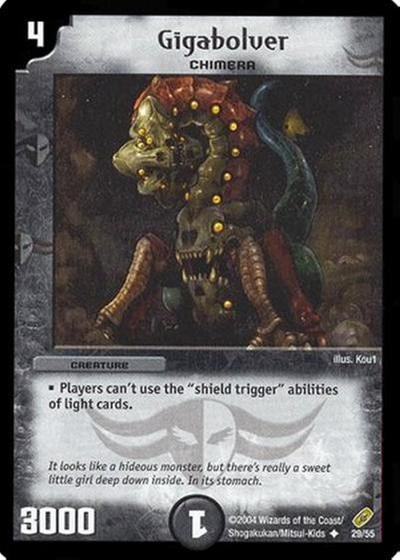 4
Gigabolver
CHIMERA
illus. Kou1
CREATURE
▪ Players can't use the "shield trigger" abilities
of light cards.
It looks like a hideous monster, but there's really a sweet
little girl deep down inside. In its stomach.
3000
1
©2004 Wizards of the Coast/
Shogakukan/Mitsui-Kids ♦ 29/55